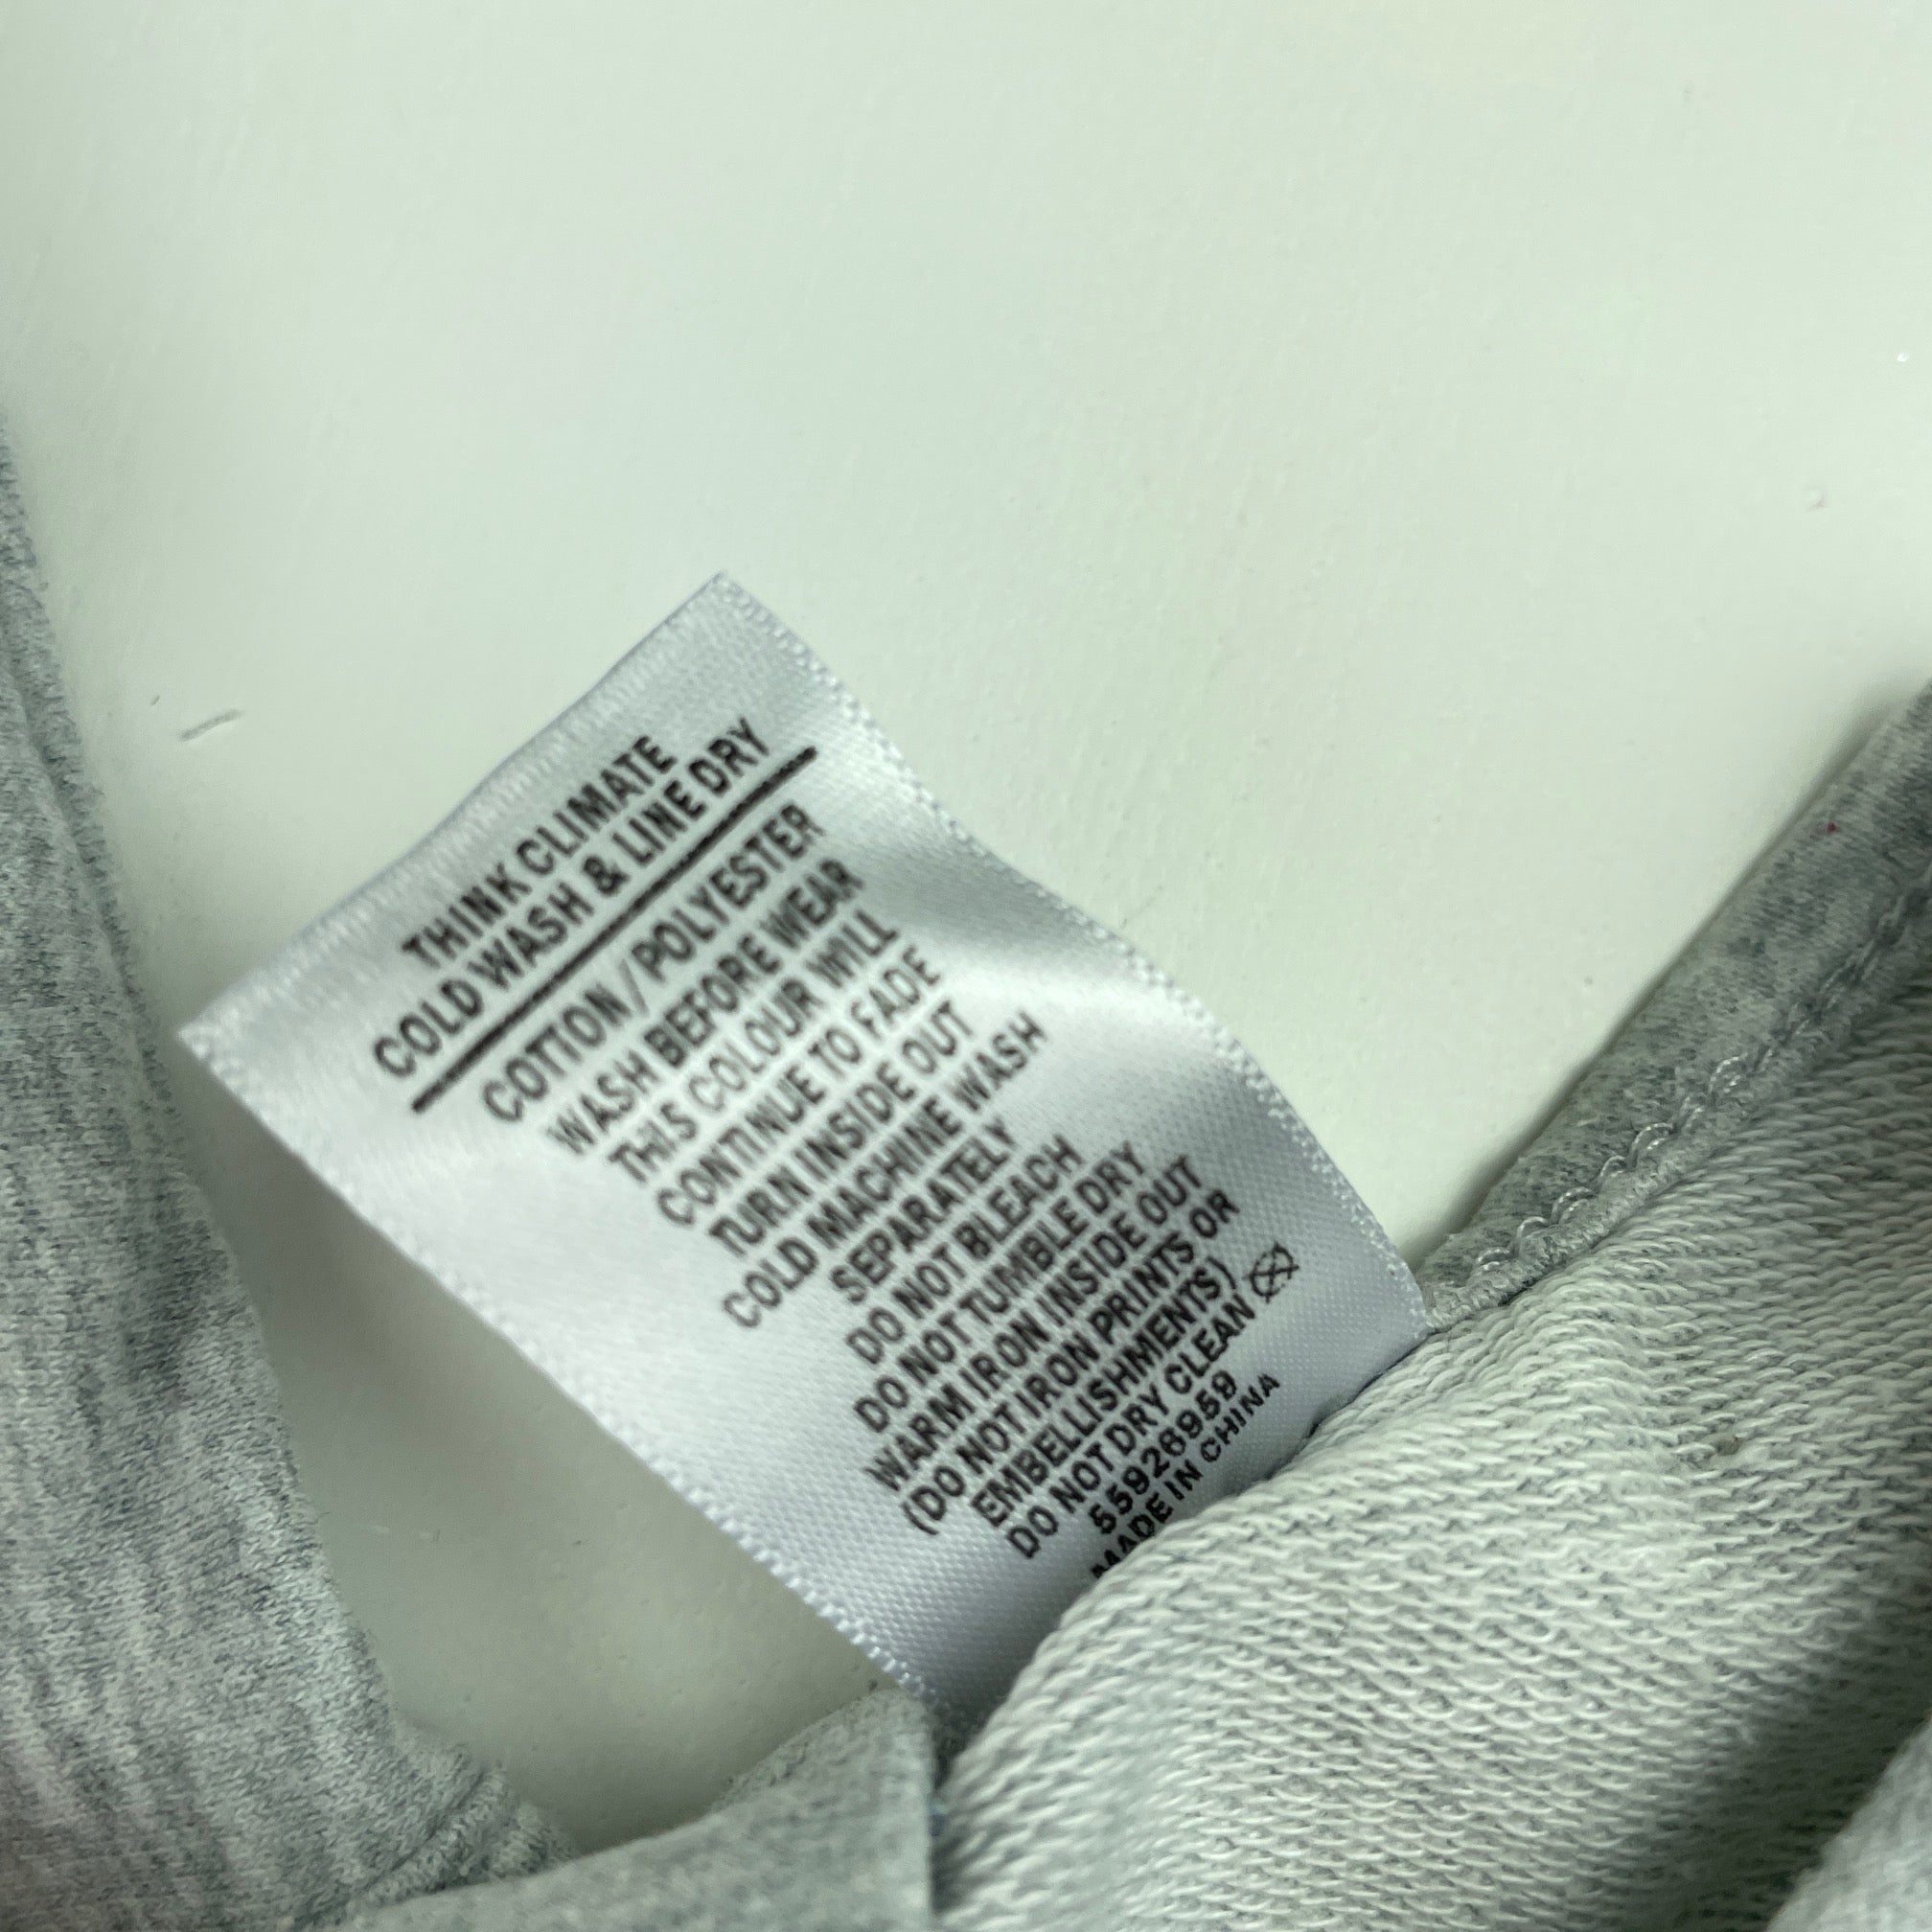 THINK CLIMATE
COLD WASH & LINE DRY
COTTON/POLYESTER
WASH BEFORE WEAR
THIS COLOUR WILL
CONTINUE TO FADE
TURN INSIDE OUT
COLD MACHINE WASH
SEPARATELY
DO NOT BLEACH
DO NOT TUMBLE DRY
WARM IRON INSIDE OUT
(DO NOT IRON PRINTS OR
EMBELLISHMENTS)
DO NOT DRY CLEAN
55926959
MADE IN CHINA